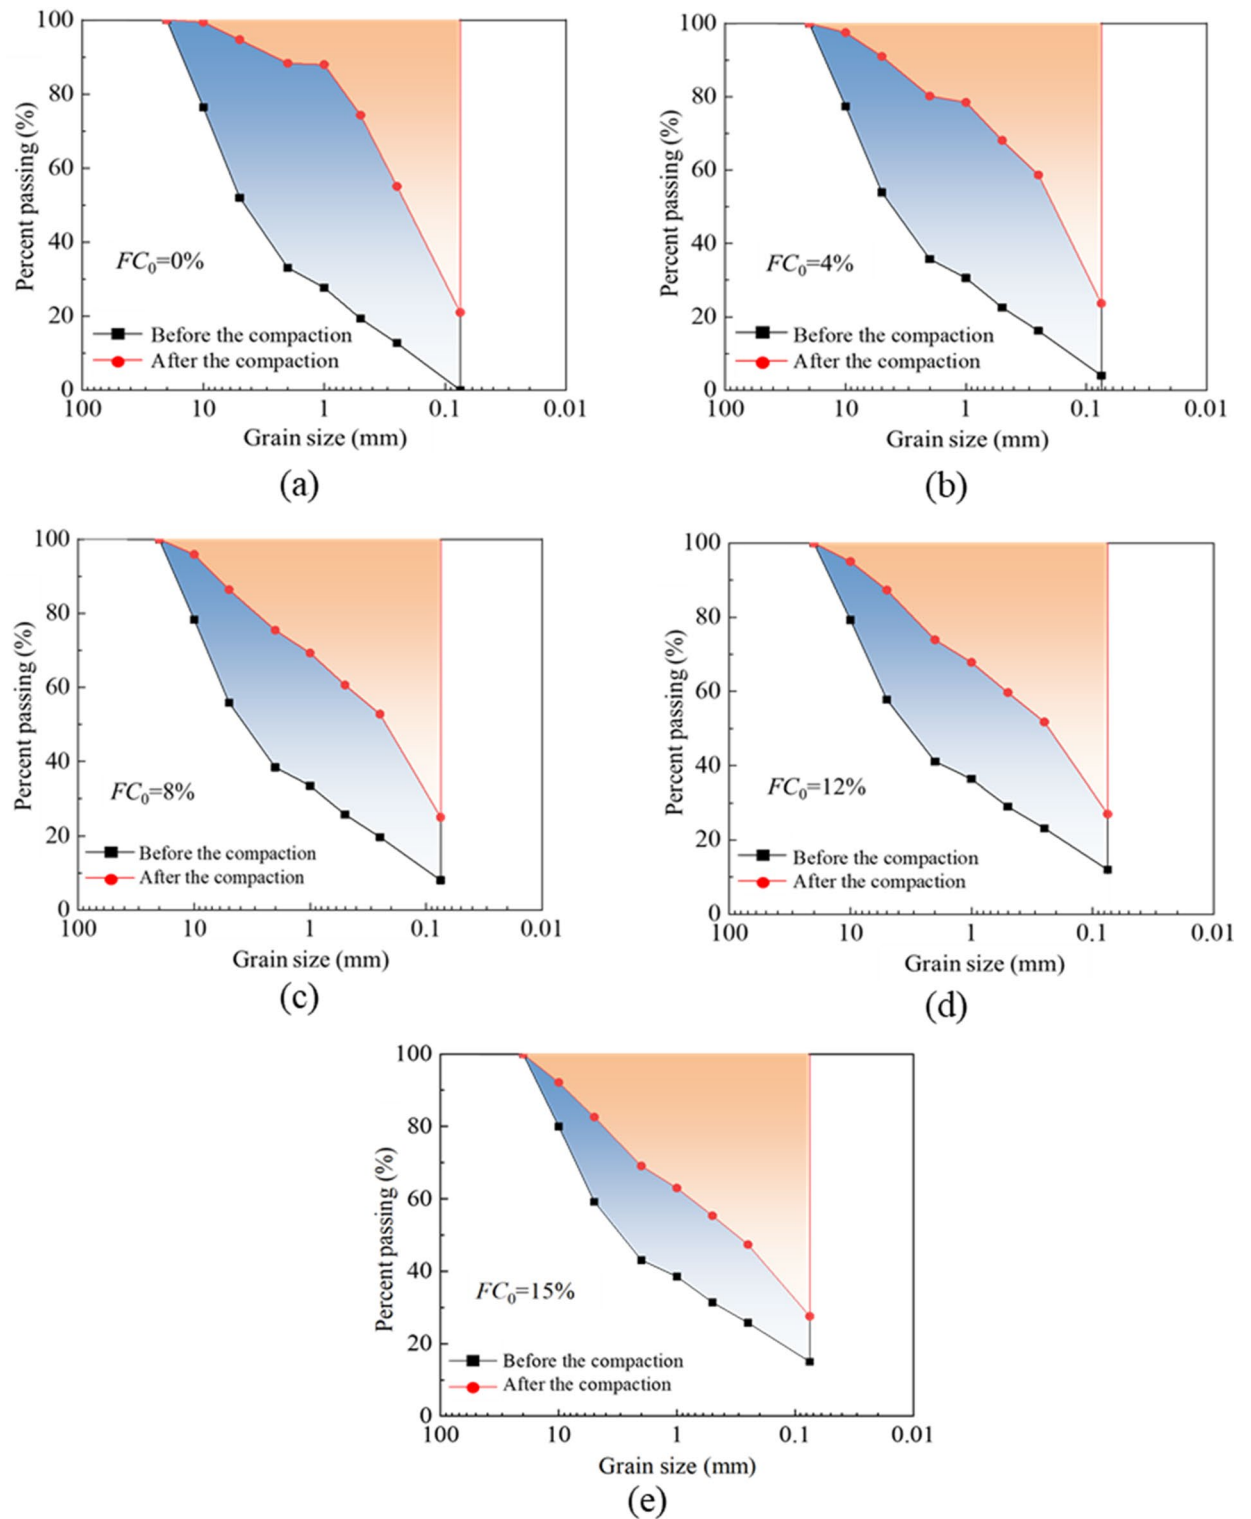 100
80
60
40
20
0
Percent passing (%)
FC₀=0%
Before the compaction
After the compaction
100 10 1 0.1 0.01
Grain size (mm)
(a)
100
80
60
40
20
0
Percent passing (%)
FC₀=4%
Before the compaction
After the compaction
100 10 1 0.1 0.01
Grain size (mm)
(b)
100
80
60
40
20
0
Percent passing (%)
FC₀=8%
Before the compaction
After the compaction
100 10 1 0.1 0.01
Grain size (mm)
(c)
100
80
60
40
20
0
Percent passing (%)
FC₀=12%
Before the compaction
After the compaction
100 10 1 0.1 0.01
Grain size (mm)
(d)
100
80
60
40
20
0
Percent passing (%)
FC₀=15%
Before the compaction
After the compaction
100 10 1 0.1 0.01
Grain size (mm)
(e)